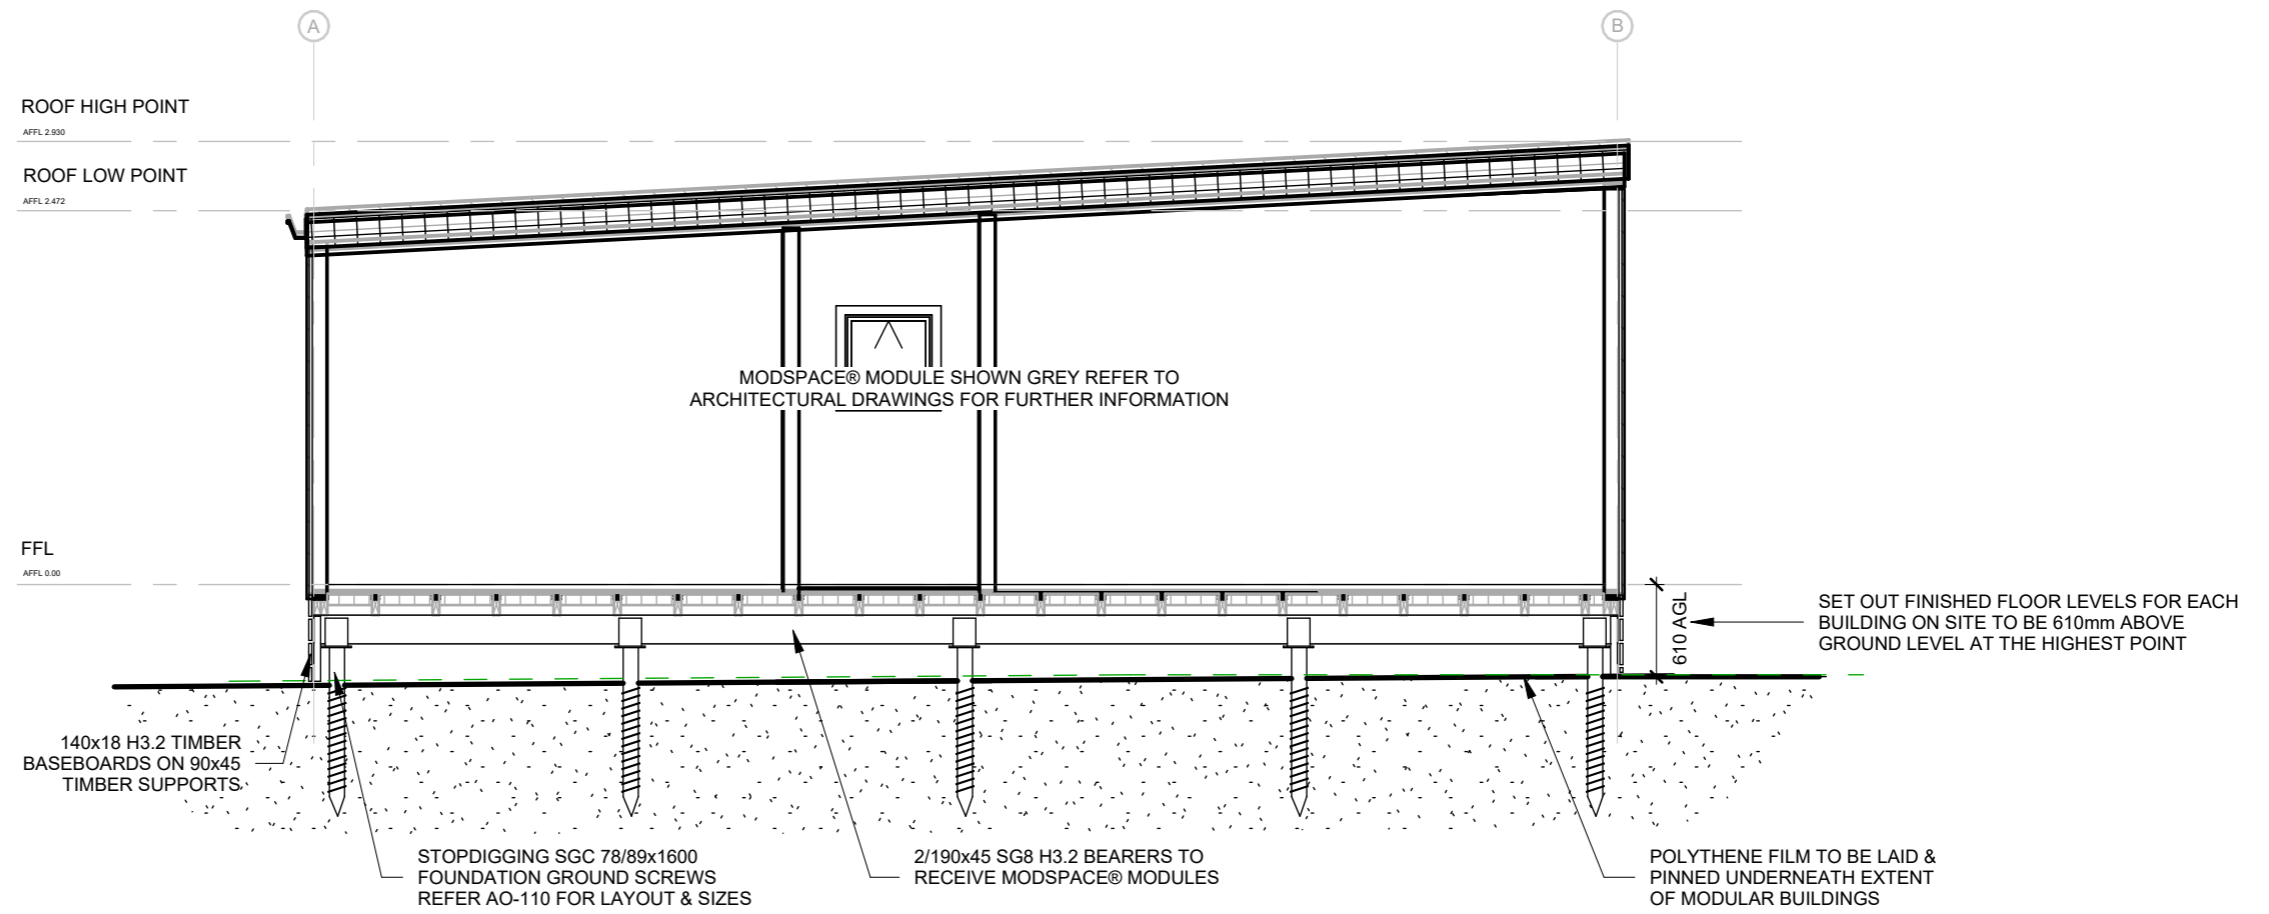 A
B
ROOF HIGH POINT
AFFL 2.930
ROOF LOW POINT
AFFL 2.472
MODSPACE® MODULE SHOWN GREY REFER TO
ARCHITECTURAL DRAWINGS FOR FURTHER INFORMATION
FFL
AFFL 0.00
610 AGL
SET OUT FINISHED FLOOR LEVELS FOR EACH
BUILDING ON SITE TO BE 610mm ABOVE
GROUND LEVEL AT THE HIGHEST POINT
140x18 H3.2 TIMBER
BASEBOARDS ON 90x45
TIMBER SUPPORTS
STOPDIGGING SGC 78/89x1600
FOUNDATION GROUND SCREWS
REFER AO-110 FOR LAYOUT & SIZES
2/190x45 SG8 H3.2 BEARERS TO
RECEIVE MODSPACE® MODULES
POLYTHENE FILM TO BE LAID &
PINNED UNDERNEATH EXTENT
OF MODULAR BUILDINGS